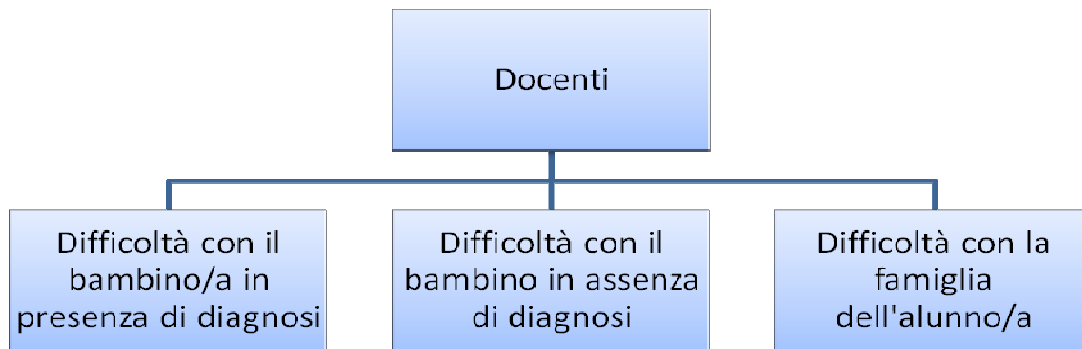 Docenti
Difficoltà con il
bambino/a in
presenza di diagnosi
Difficoltà con il
bambino in assenza
di diagnosi
Difficoltà con la
famiglia
dell'alunno/a